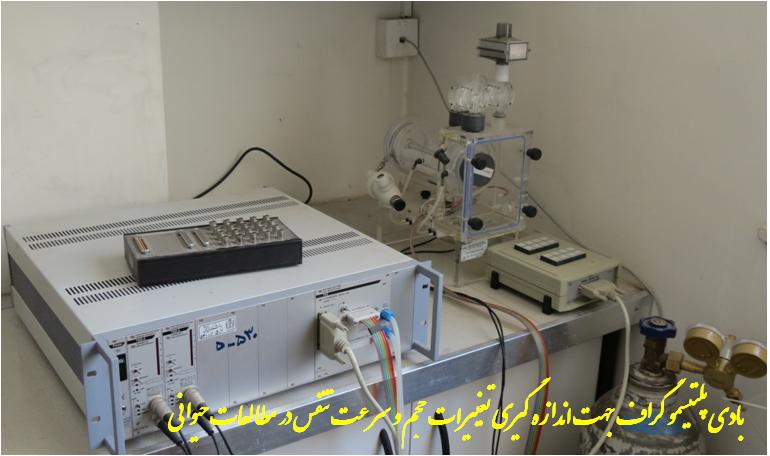 بادی پلتیسموگراف جهت اندازه گیری تغییرات حجم و سرعت تنفس در مطالعات حیوانی